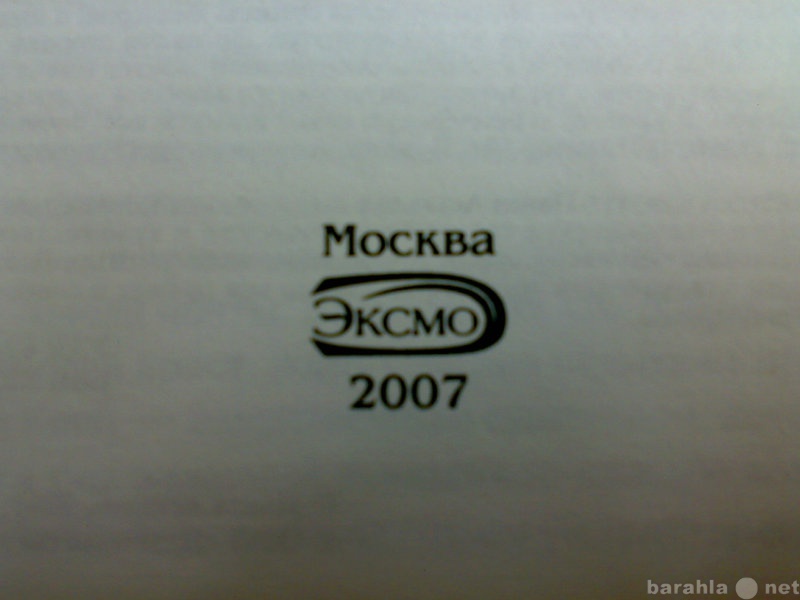 Москва
Эксмо
2007
barahla net